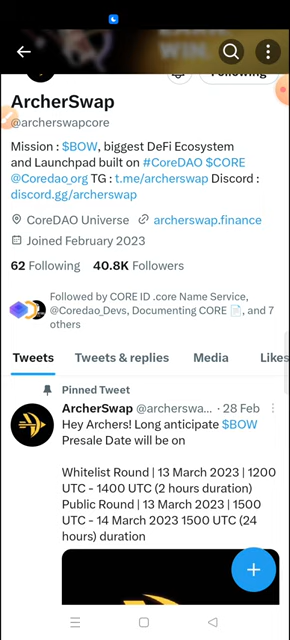 WIN.
Following
ArcherSwap
@archerswapcore
Mission : $BOW, biggest DeFi Ecosystem
and Launchpad built on #CoreDAO $CORE
@Coredao_org TG : t.me/archerswap Discord :
discord.gg/archerswap
CoreDAO Universe archerswap.finance
Joined February 2023
62 Following 40.8K Followers
Followed by CORE ID .core Name Service,
@Coredao_Devs, Documenting CORE 📄, and 7
others
Tweets Tweets & replies Media Likes
Pinned Tweet
ArcherSwap @archerswa... · 28 Feb
Hey Archers! Long anticipate $BOW
Presale Date will be on
Whitelist Round | 13 March 2023 | 1200
UTC - 1400 UTC (2 hours duration)
Public Round | 13 March 2023 | 1500
UTC - 14 March 2023 1500 UTC (24
hours) duration